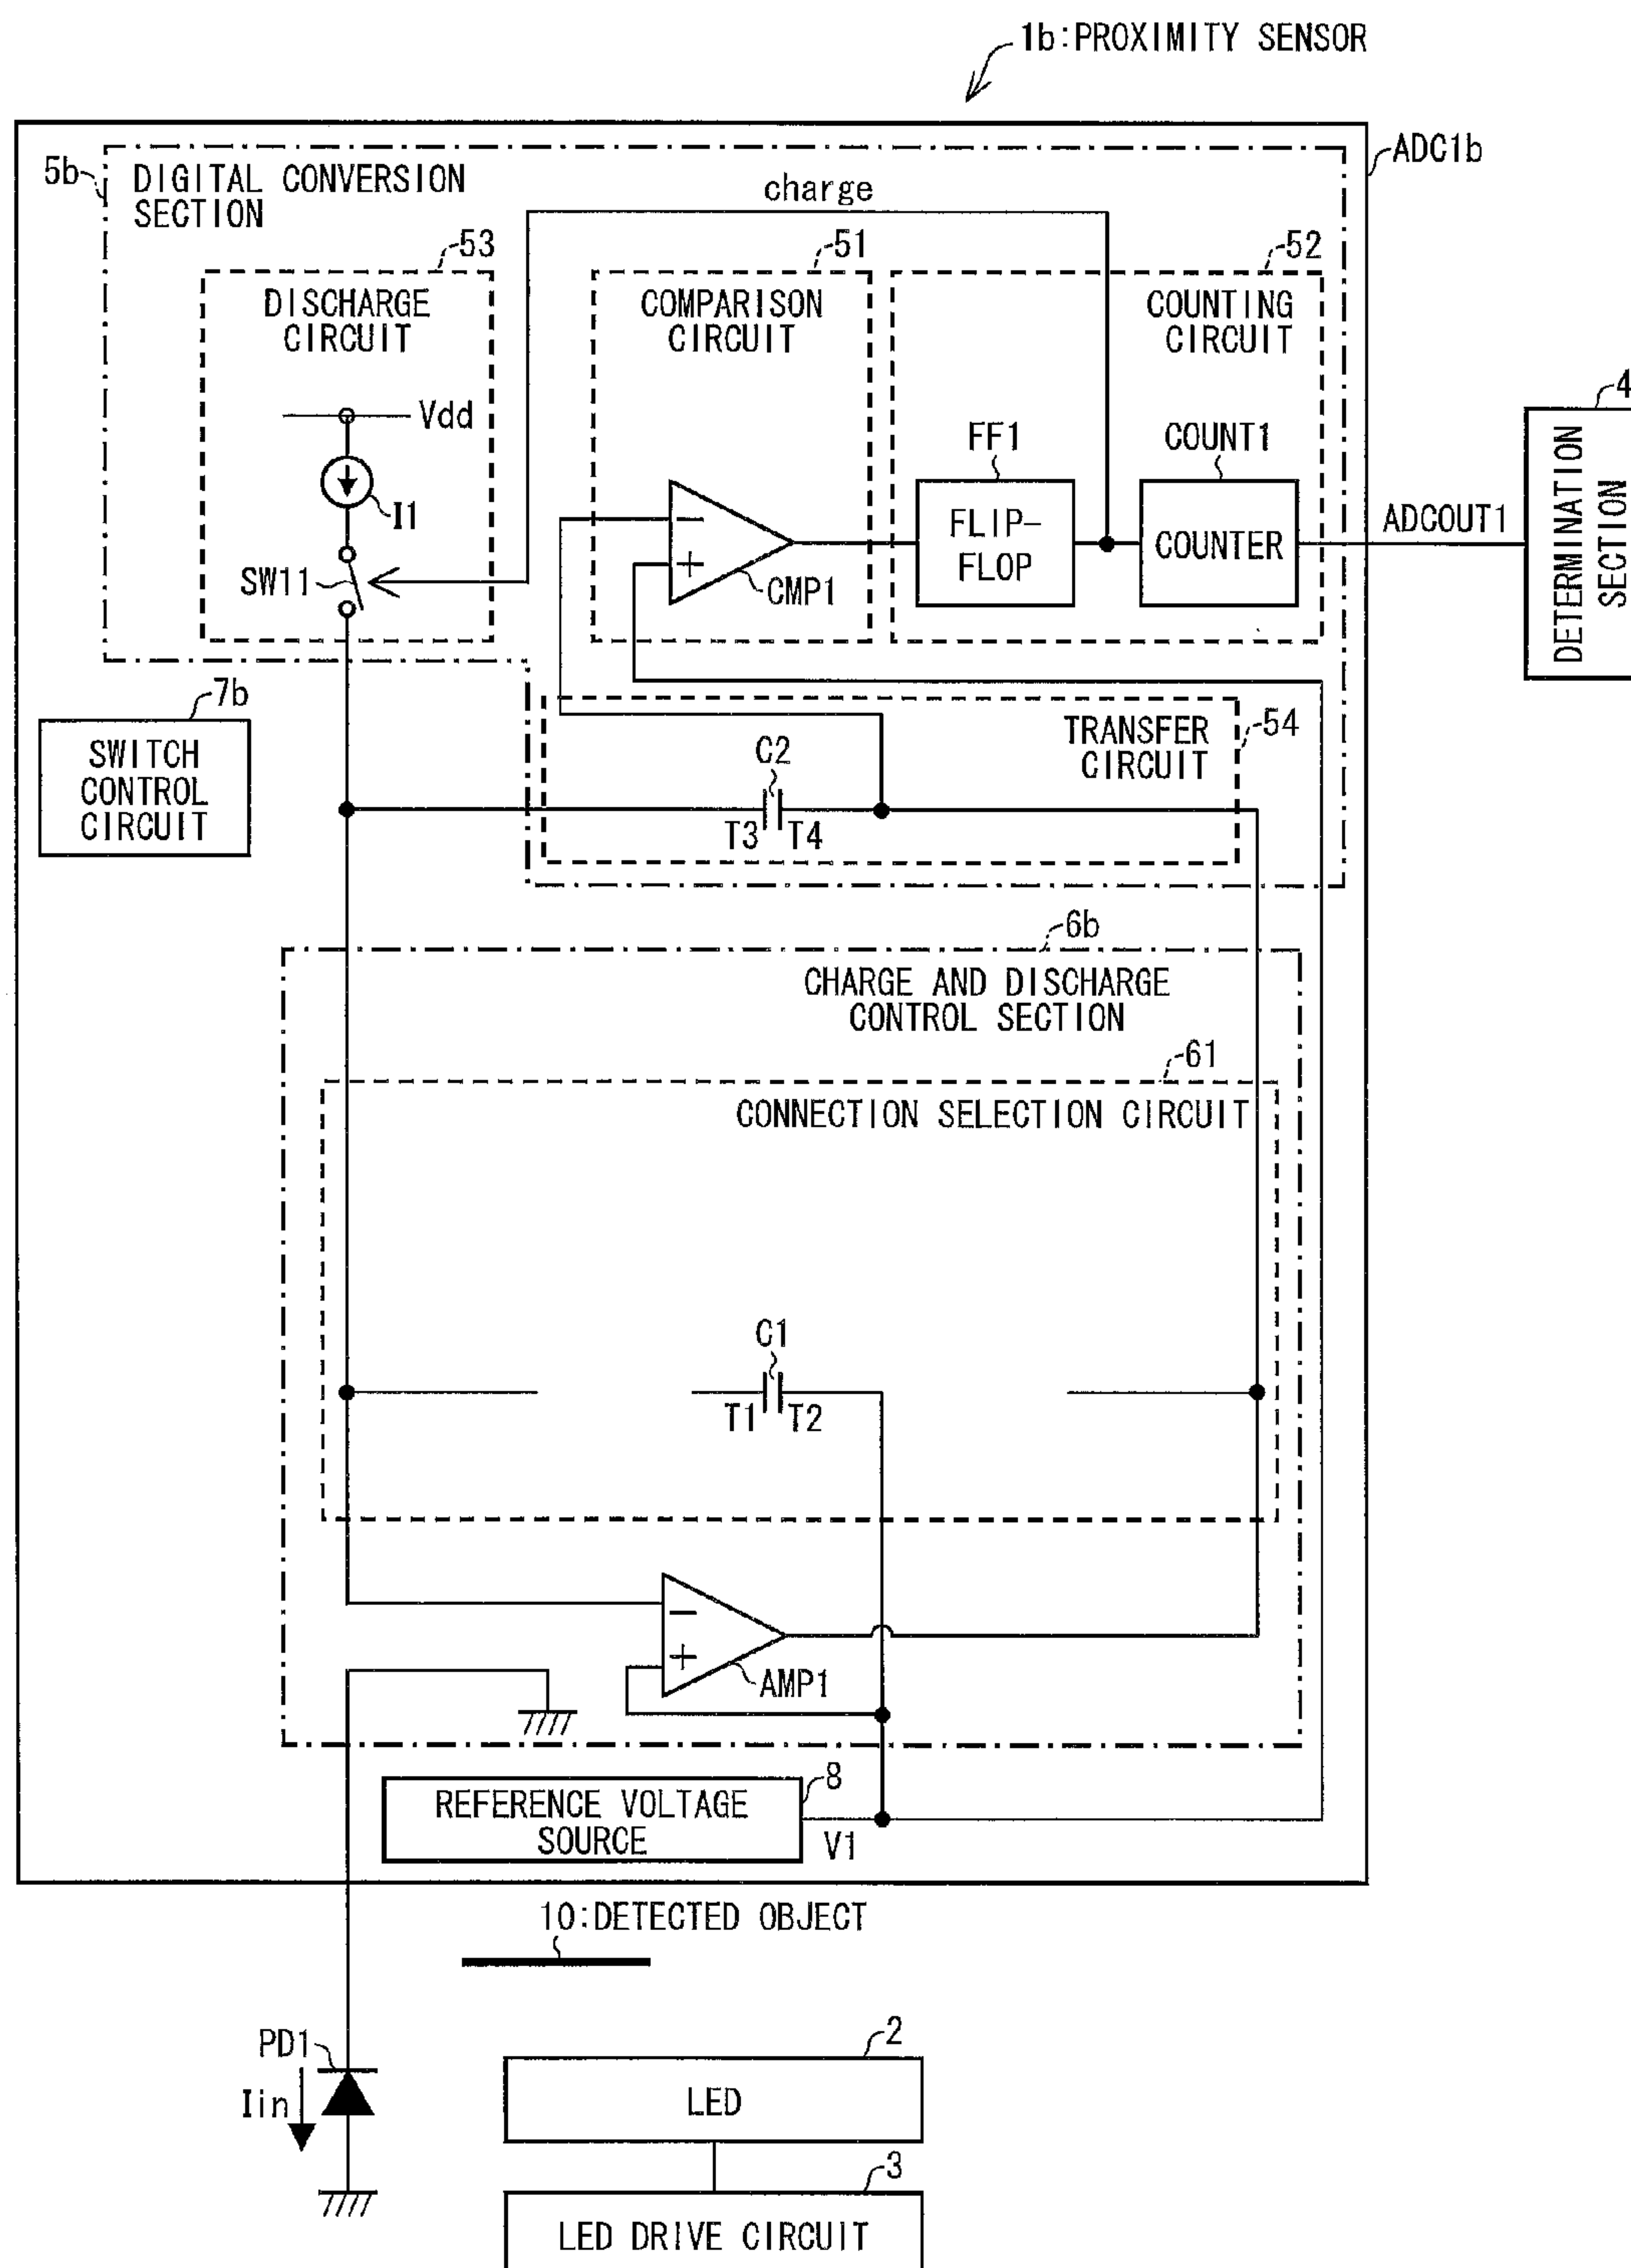 1b:PROXIMITY SENSOR
ADC1b
5b
DIGITAL CONVERSION
SECTION
charge
53
51
52
DISCHARGE
CIRCUIT
COMPARISON
CIRCUIT
COUNTING
CIRCUIT
4
Vdd
FF1
COUNT1
I1
FLIP-
FLOP
COUNTER
ADCOUT1
DETERMINATION
SECTION
SW11
CMP1
7b
SWITCH
CONTROL
CIRCUIT
TRANSFER
CIRCUIT
54
C2
T3
T4
6b
CHARGE AND DISCHARGE
CONTROL SECTION
61
CONNECTION SELECTION CIRCUIT
C1
T1
T2
AMP1
8
REFERENCE VOLTAGE
SOURCE
V1
10:DETECTED OBJECT
PD1
Iin
2
LED
3
LED DRIVE CIRCUIT